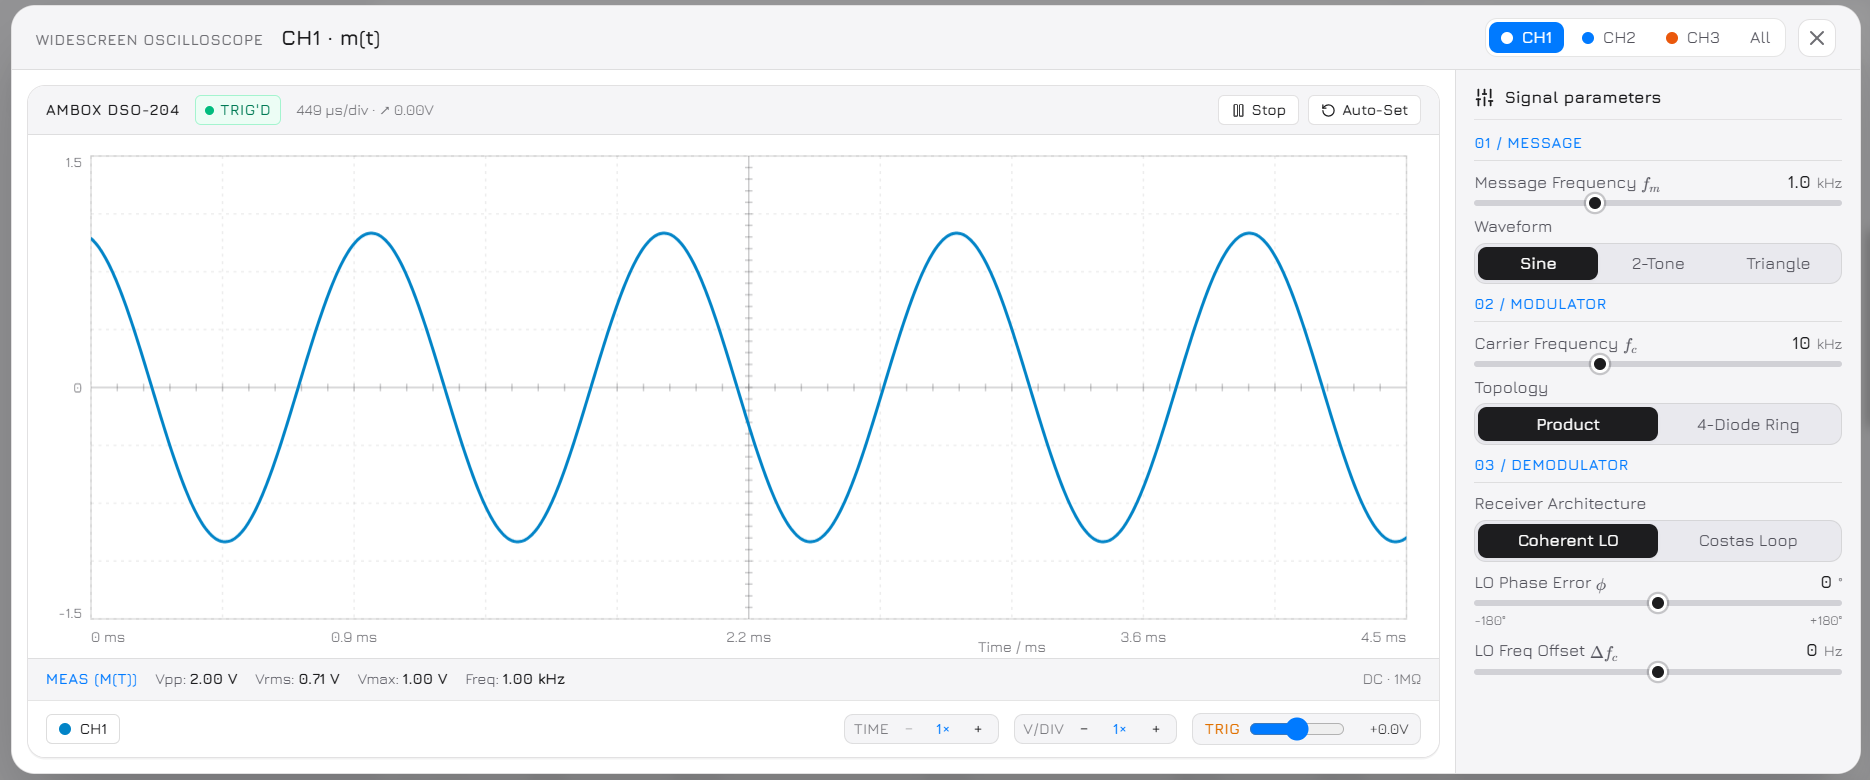 WIDESCREEN OSCILLOSCOPE CH1 · m(t)
CH1 CH2 CH3 All
AMBOX DSO-204 TRIG'D 449 µs/div · ↗ 0.00V
Stop Auto-Set
1.5
0
-1.5
0 ms 0.9 ms 2.2 ms 3.6 ms 4.5 ms
Time / ms
MEAS (M(T)) Vpp: 2.00 V Vrms: 0.71 V Vmax: 1.00 V Freq: 1.00 kHz DC · 1MΩ
CH1 TIME − 1× + V/DIV − 1× + TRIG +0.0V
Signal parameters
01 / MESSAGE
Message Frequency fm 1.0 kHz
Waveform
Sine 2-Tone Triangle
02 / MODULATOR
Carrier Frequency fc 10 kHz
Topology
Product 4-Diode Ring
03 / DEMODULATOR
Receiver Architecture
Coherent LO Costas Loop
LO Phase Error ϕ 0 °
-180° +180°
LO Freq Offset Δfc 0 Hz